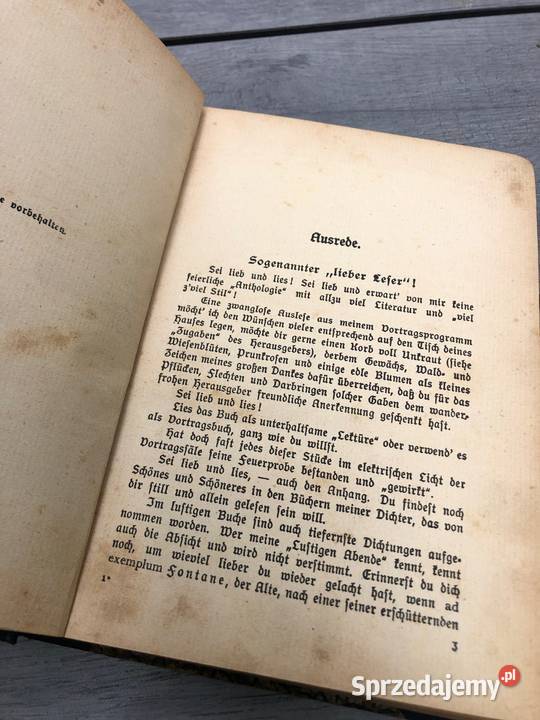 e vorbehalten.
Ausrede.
Sogenannter „lieber Leser“!
Sei lieb und lies! Sei lieb und erwart' von mir keine
feierliche „Anthologie“ mit allzu viel Literatur und „viel
z'viel Stil“!
Eine zwanglose Auslese aus meinem Vortragsprogramm
möcht' ich den Wünschen vieler entsprechend auf den Tisch deines
Hauses legen, möchte dir gerne einen Korb voll Unkraut (siehe
„Zugaben“ des Herausgebers), derbem Gewächs, Wald- und
Wiesenblüten, Prunkrosen und einige edle Blumen als kleines
Zeichen meines großen Dankes dafür überreichen, daß du für das
Pflücken, Flechten und Darbringen solcher Gaben dem wander-
frohen Herausgeber freundliche Anerkennung geschenkt hast.
Sei lieb und lies!
Lies das Buch als unterhaltsame „Lektüre“ oder verwend' es
als Vortragsbuch, ganz wie du willst.
Hat doch fast jedes dieser Stücke im elektrischen Licht der
Vortragsäle seine Feuerprobe bestanden und „gewirkt“.
Sei lieb und lies, — auch den Anhang. Du findest noch
Schönes und Schöneres in den Büchern meiner Dichter, das von
dir still und allein gelesen sein will.
Im lustigen Buche sind auch tiefernste Dichtungen aufge-
nommen worden. Wer meine „Lustigen Abende“ kennt, kennt
auch die Absicht und wird nicht verstimmt. Erinnerst du dich
noch, um wieviel lieber du wieder gelacht hast, wenn ad
exemplum Fontane, der Alte, nach einer seiner erschütternden
1*
3
Sprzedajemy.pl